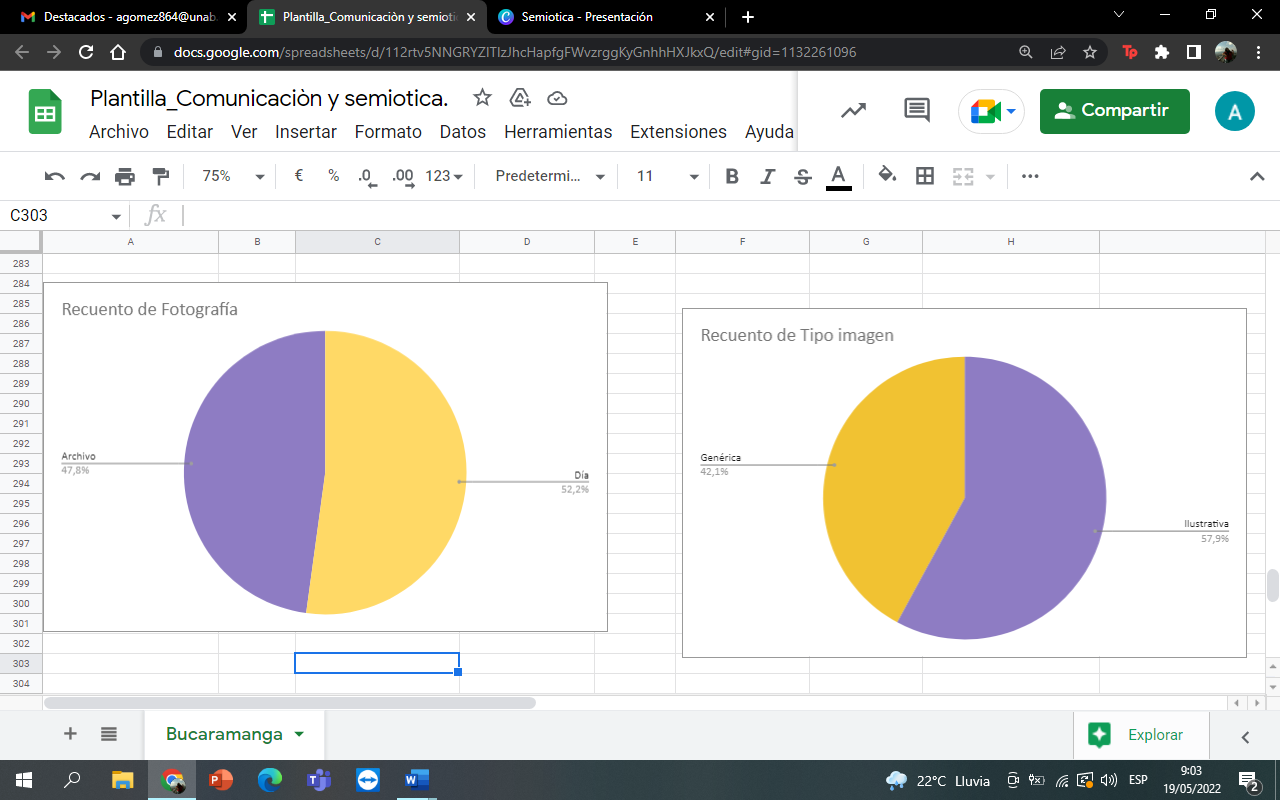 Destacados - agomez864@unab.
Plantilla_Comunicaciòn y semioti
Semiotica - Presentación
docs.google.com/spreadsheets/d/112rtv5NNGRYZITIzJhcHapfgFWvzrggKyGnhhHXJkxQ/edit#gid=1132261096
Plantilla_Comunicaciòn y semiotica.
Archivo Editar Ver Insertar Formato Datos Herramientas Extensiones Ayuda
Compartir
A
75% € % .0 .00 123 Predetermi... 11 B I S A
C303
fx
A B C D E F G H
283
284
285
286
287
288
289
290
291
292
293
294
295
296
297
298
299
300
301
302
303
304
Recuento de Fotografía
Archivo
47,8%
Día
52,2%
Recuento de Tipo imagen
Genérica
42,1%
Ilustrativa
57,9%
Bucaramanga
Explorar
22°C Lluvia
ESP
9:03
19/05/2022
2